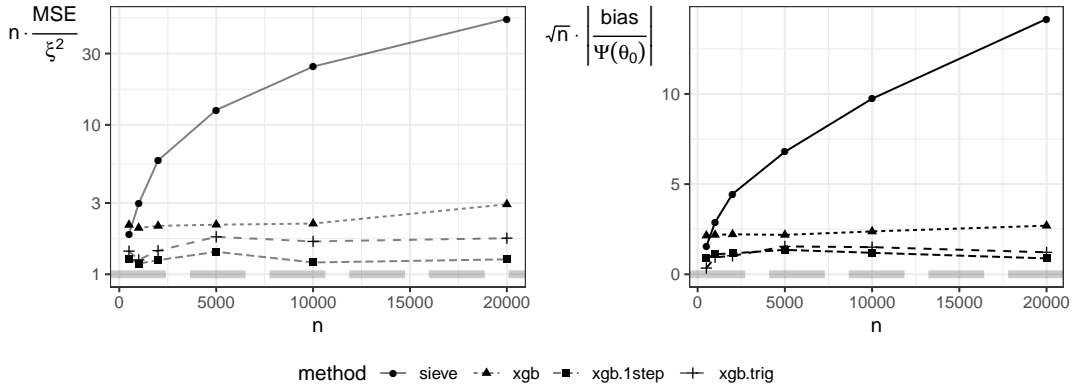 n · MSE / ξ²
30
10
3
1
0 5000 10000 15000 20000
n
√n · | bias / Ψ(θ₀) |
10
5
0
0 5000 10000 15000 20000
n
method sieve xgb xgb.1step xgb.trig